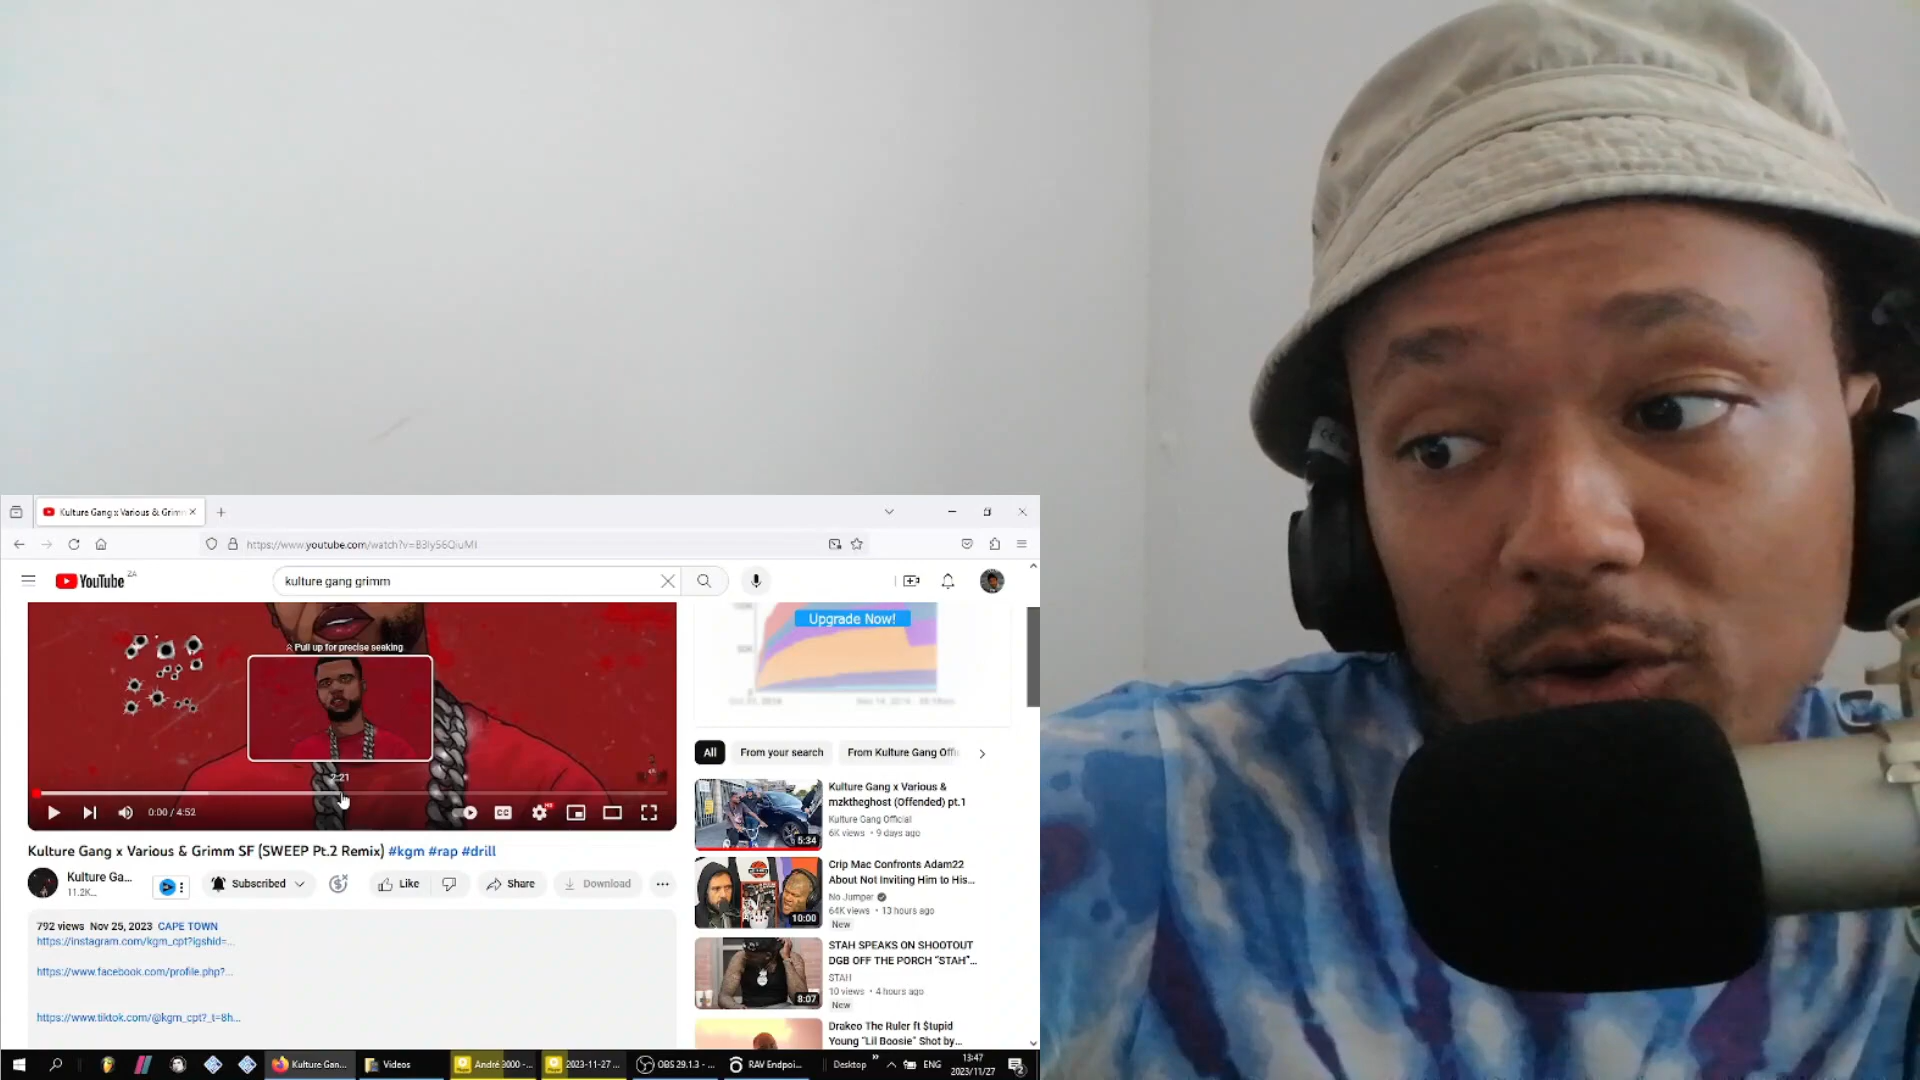 Kulture Gang x Various & Grim
https://www.youtube.com/watch?v=B3lyS6QiuMI
YouTube ZA
kulture gang grimm
Pull up for precise seeking
2:21
0:00 / 4:52
CC
HD
Kulture Gang x Various & Grimm SF (SWEEP Pt.2 Remix) #kgm #rap #drill
Kulture Ga...
11.2K...
Subscribed
Like
Share
Download
792 views Nov 25, 2023 CAPE TOWN
https://instagram.com/kgm_cpt?igshid=...
https://www.facebook.com/profile.php?...
https://www.tiktok.com/@kgm_cpt?_t=8h...
Upgrade Now!
All
From your search
From Kulture Gang Offi
Kulture Gang x Various &
mzktheghost (Offended) pt.1
Kulture Gang Official
6K views • 9 days ago
5:34
Crip Mac Confronts Adam22
About Not Inviting Him to His...
No Jumper
64K views • 13 hours ago
New
10:00
STAH SPEAKS ON SHOOTOUT
DGB OFF THE PORCH "STAH"...
STAH
10 views • 4 hours ago
New
8:07
Drakeo The Ruler ft $tupid
Young "Lil Boosie" Shot by...
Kulture Gan...
Videos
André 3000 - ...
2023-11-27 ...
OBS 29.1.3 - ...
RAV Endpoi...
Desktop
ENG
13:47
2023/11/27